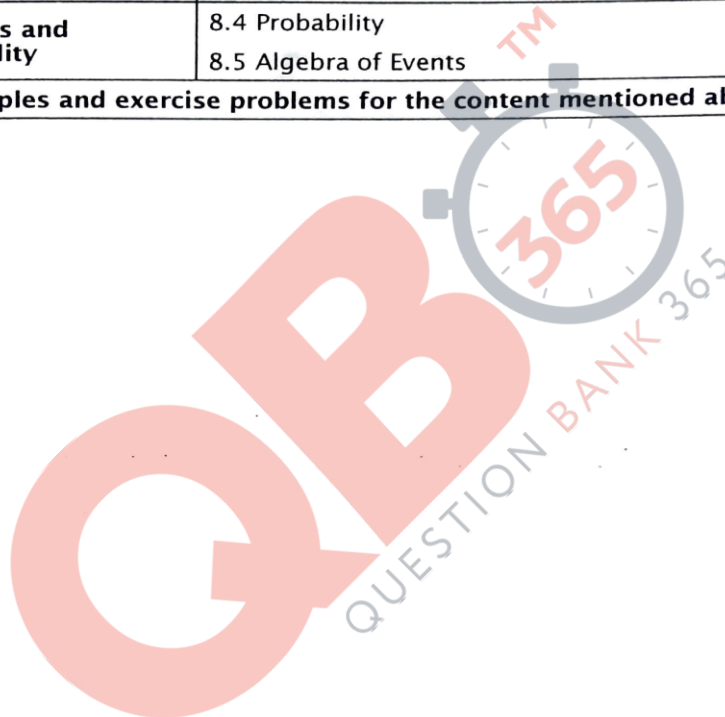 s and
lity
8.4 Probability
8.5 Algebra of Events
ples and exercise problems for the content mentioned ab
TM
365
QB
QUESTION BANK 365